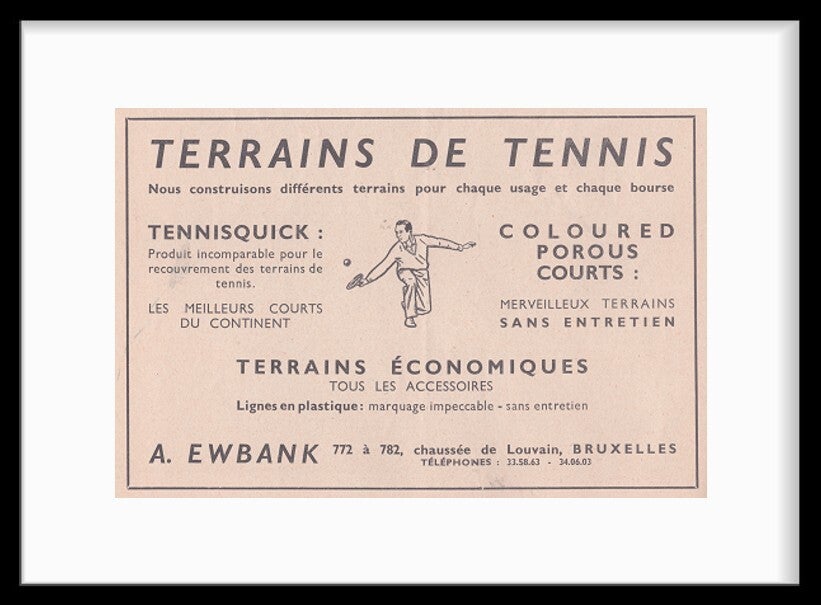 TERRAINS DE TENNIS
Nous construisons différents terrains pour chaque usage et chaque bourse
TENNISQUICK :
Produit incomparable pour le
recouvrement des terrains de
tennis.
LES MEILLEURS COURTS
DU CONTINENT
COLOURED
POROUS
COURTS :
MERVEILLEUX TERRAINS
SANS ENTRETIEN
TERRAINS ÉCONOMIQUES
TOUS LES ACCESSOIRES
Lignes en plastique : marquage impeccable - sans entretien
A. EWBANK 772 à 782, chaussée de Louvain, BRUXELLES
TÉLÉPHONES : 33.58.63 - 34.06.03